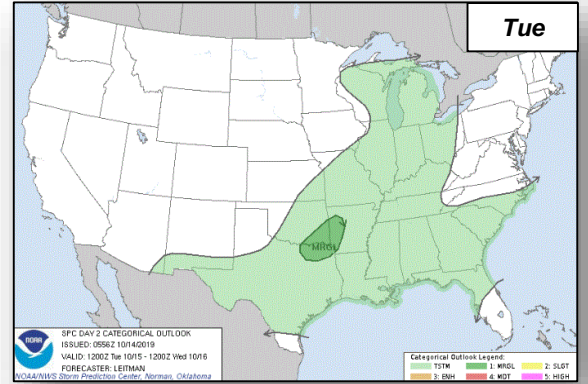 Tue
MRGL
NOAA
SPC DAY 2 CATEGORICAL OUTLOOK
ISSUED: 0556Z 10/14/2019
VALID: 1200Z Tue 10/15 - 1200Z Wed 10/16
FORECASTER: LEITMAN
NOAA/NWS Storm Prediction Center, Norman, Oklahoma
Categorical Outlook Legend:
TSTM 1: MRGL 2: SLGT
3: ENH 4: MDT 5: HIGH